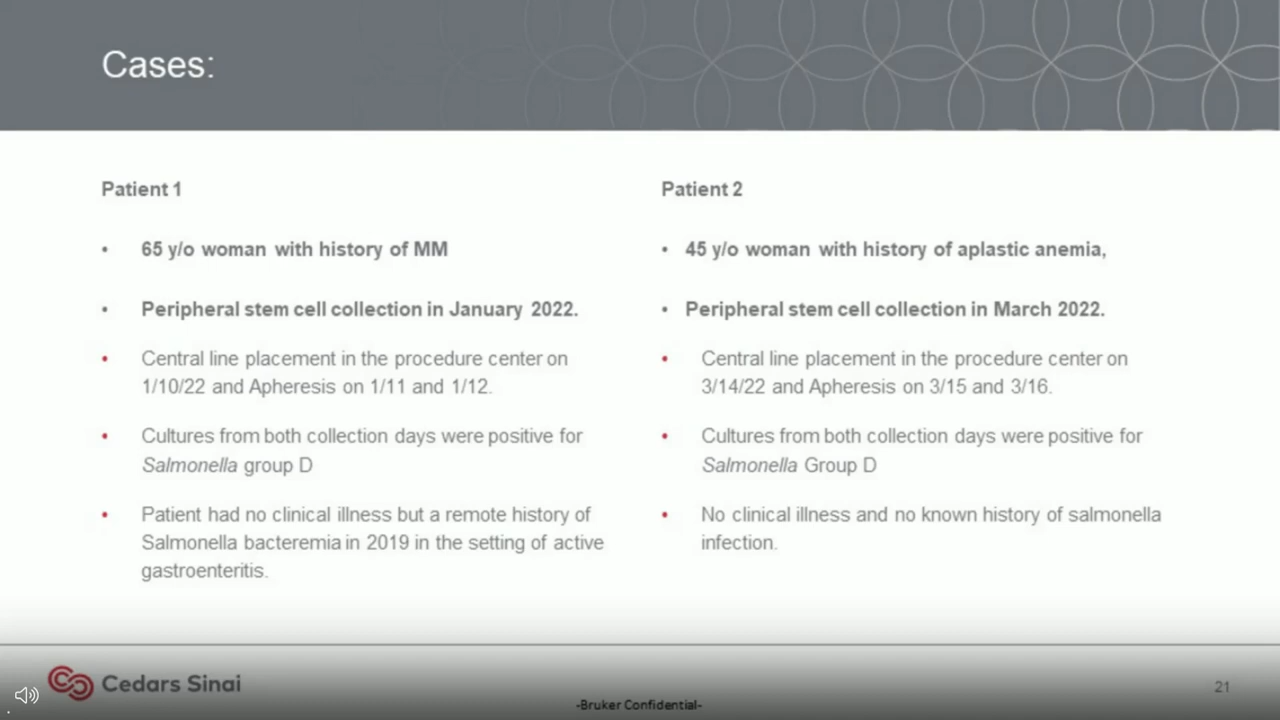 Cases:
Patient 1
• 65 y/o woman with history of MM
• Peripheral stem cell collection in January 2022.
• Central line placement in the procedure center on
1/10/22 and Apheresis on 1/11 and 1/12.
• Cultures from both collection days were positive for
Salmonella group D
• Patient had no clinical illness but a remote history of
Salmonella bacteremia in 2019 in the setting of active
gastroenteritis.
Patient 2
• 45 y/o woman with history of aplastic anemia,
• Peripheral stem cell collection in March 2022.
• Central line placement in the procedure center on
3/14/22 and Apheresis on 3/15 and 3/16.
• Cultures from both collection days were positive for
Salmonella Group D
• No clinical illness and no known history of salmonella
infection.
Cedars Sinai
-Bruker Confidential-
21